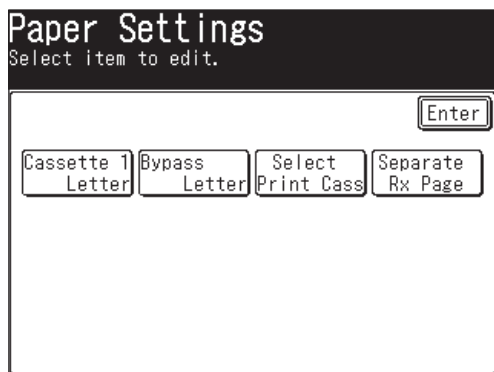 Paper Settings
Select item to edit.
Enter
Cassette 1 Bypass Select Separate
Letter Letter Print Cass Rx Page